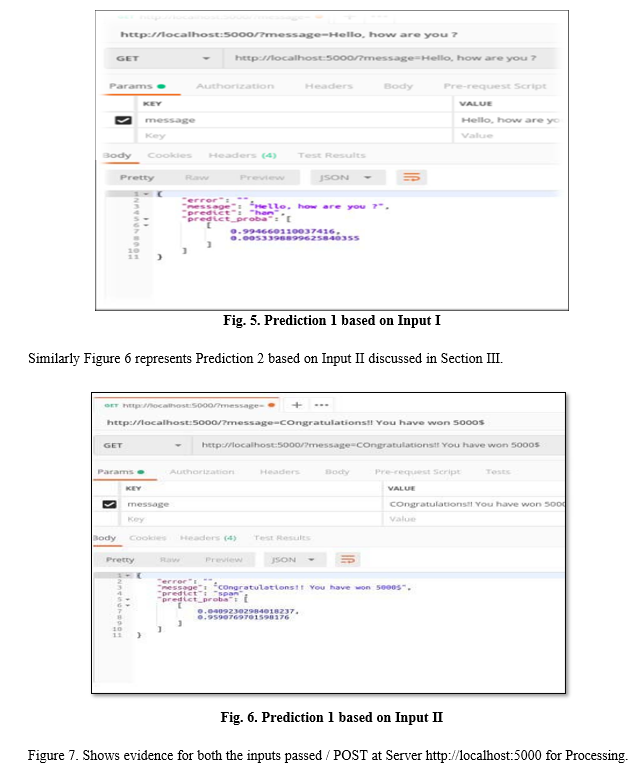 http://localhost:5000/?message=Hello, how are you ?
GET http://localhost:5000/?message=Hello, how are you ?
Params Authorization Headers Body Pre-request Script
KEY VALUE
message Hello, how are yo
Key Value
Body Cookies Headers (4) Test Results
Pretty Raw Preview JSON
1 {
2 "error": "",
3 "message": "Hello, how are you ?",
4 "predict": "ham",
5 "predict_proba": [
6 [
7 0.994660110037416,
8 0.0053398899625840355
9 ]
10 ]
11 }
Fig. 5. Prediction 1 based on Input I
Similarly Figure 6 represents Prediction 2 based on Input II discussed in Section III.
GET http://localhost:5000/?message= + •••
http://localhost:5000/?message=COngratulations!! You have won 5000$
GET http://localhost:5000/?message=COngratulations!! You have won 5000$
Params Authorization Headers Body Pre-request Script Tests
KEY VALUE
message COngratulations!! You have won 5000
Key Value
Body Cookies Headers (4) Test Results
Pretty Raw Preview JSON
1 {
2 "error": "",
3 "message": "COngratulations!! You have won 5000$",
4 "predict": "spam",
5 "predict_proba": [
6 [
7 0.04092302984018237,
8 0.9590769701598176
9 ]
10 ]
11 }
Fig. 6. Prediction 1 based on Input II
Figure 7. Shows evidence for both the inputs passed / POST at Server http://localhost:5000 for Processing.